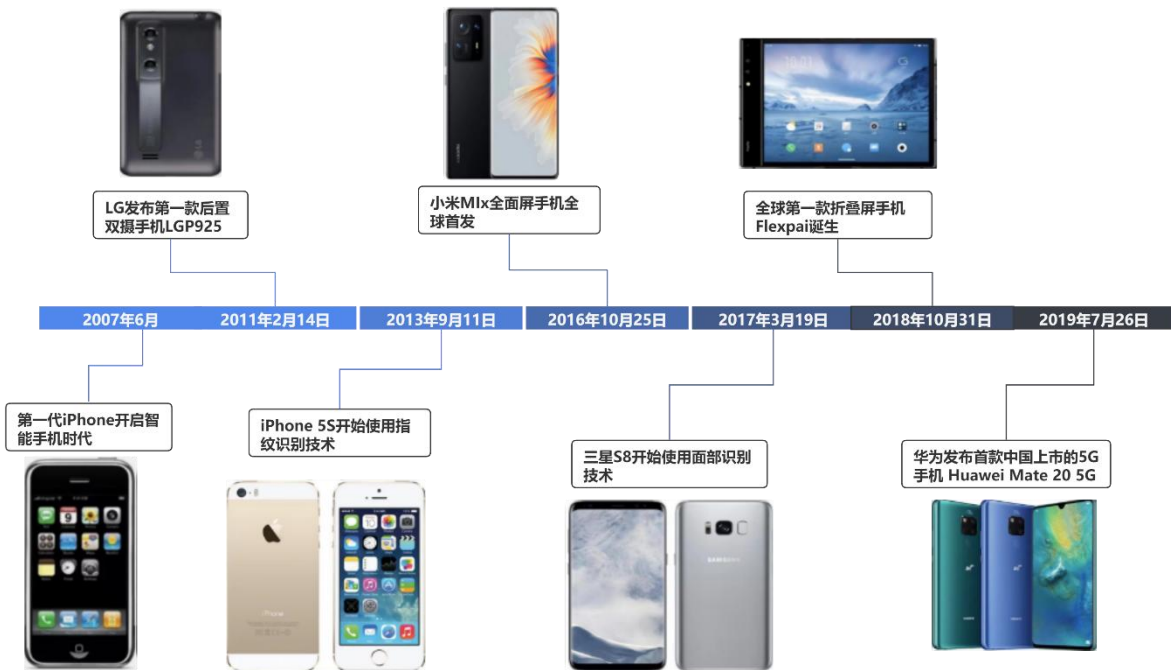 LG发布第一款后置
双摄手机LGP925
小米MIx全面屏手机全
球首发
全球第一款折叠屏手机
Flexpai诞生
2007年6月
2011年2月14日
2013年9月11日
2016年10月25日
2017年3月19日
2018年10月31日
2019年7月26日
第一代iPhone开启智
能手机时代
iPhone 5S开始使用指
纹识别技术
三星S8开始使用面部识别
技术
华为发布首款中国上市的5G
手机 Huawei Mate 20 5G
LG
iPhone
SAMSUNG